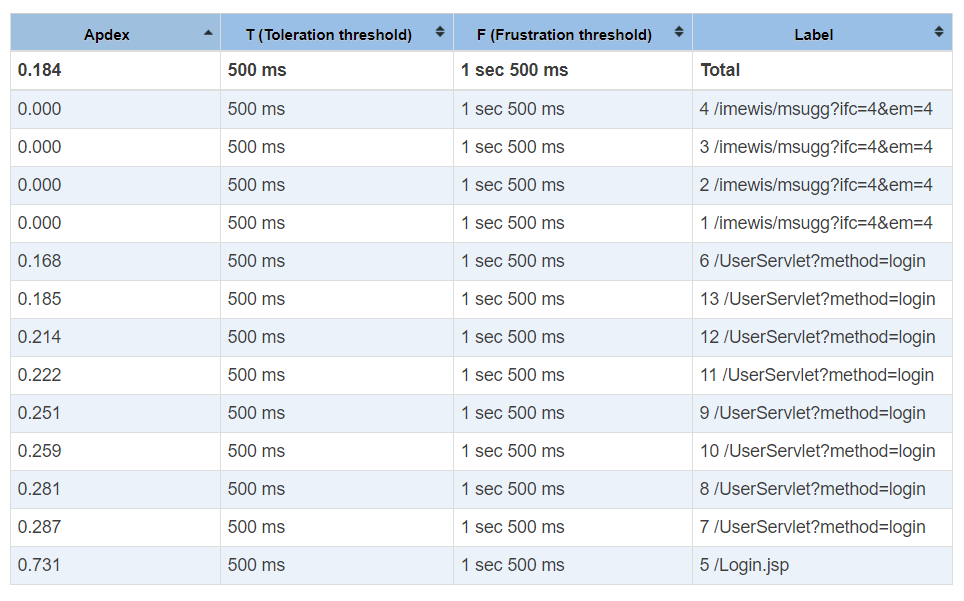 Apdex T (Toleration threshold) F (Frustration threshold) Label
0.184 500 ms 1 sec 500 ms Total
0.000 500 ms 1 sec 500 ms 4 /imewis/msugg?ifc=4&em=4
0.000 500 ms 1 sec 500 ms 3 /imewis/msugg?ifc=4&em=4
0.000 500 ms 1 sec 500 ms 2 /imewis/msugg?ifc=4&em=4
0.000 500 ms 1 sec 500 ms 1 /imewis/msugg?ifc=4&em=4
0.168 500 ms 1 sec 500 ms 6 /UserServlet?method=login
0.185 500 ms 1 sec 500 ms 13 /UserServlet?method=login
0.214 500 ms 1 sec 500 ms 12 /UserServlet?method=login
0.222 500 ms 1 sec 500 ms 11 /UserServlet?method=login
0.251 500 ms 1 sec 500 ms 9 /UserServlet?method=login
0.259 500 ms 1 sec 500 ms 10 /UserServlet?method=login
0.281 500 ms 1 sec 500 ms 8 /UserServlet?method=login
0.287 500 ms 1 sec 500 ms 7 /UserServlet?method=login
0.731 500 ms 1 sec 500 ms 5 /Login.jsp